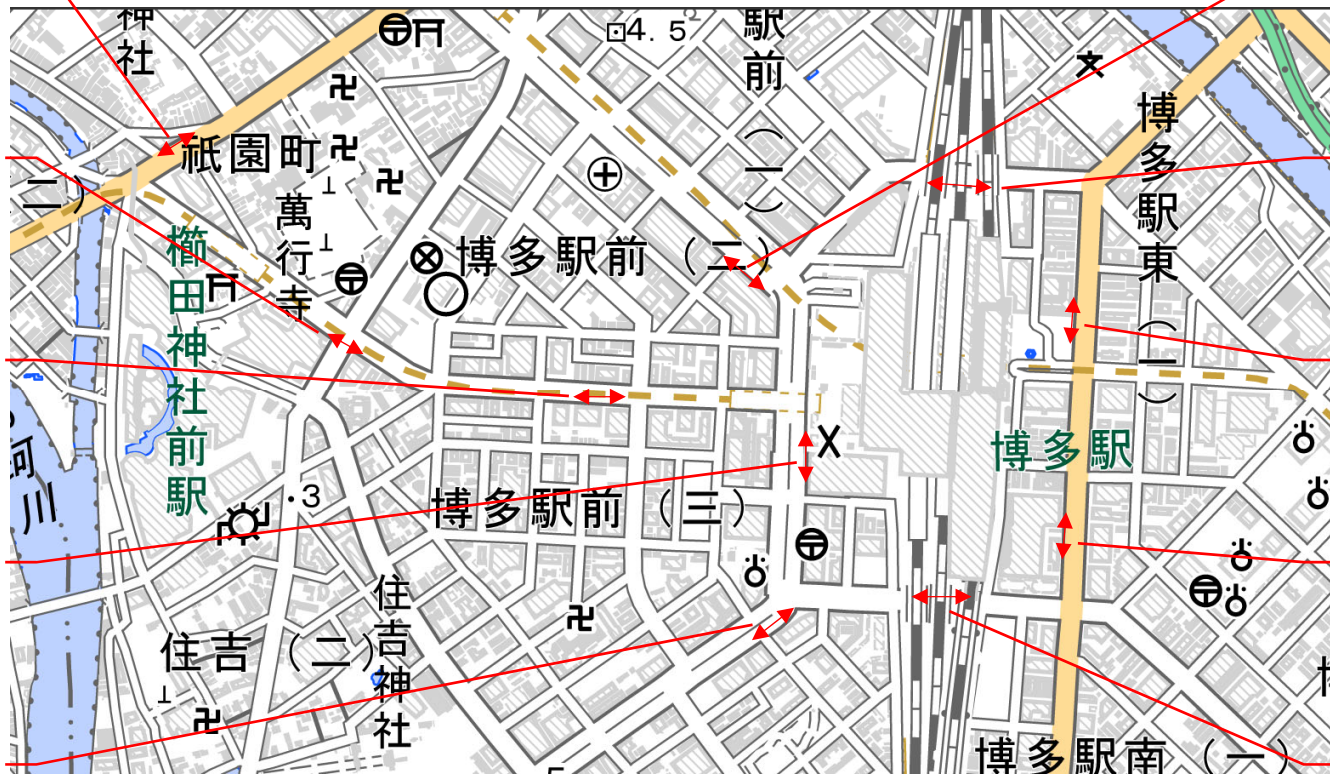 神社
4.5
駅前(一)
祇園町
二)
萬行寺
櫛田神社前駅
博多駅前(二)
博多駅東(一)
博多駅
・3
博多駅前(三)
河川
住吉(二)
住吉神社
博多駅南(一)